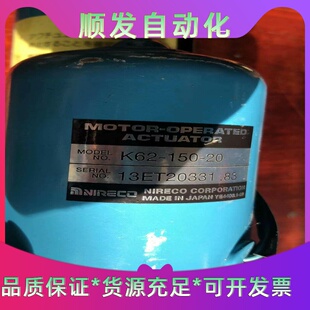 顺发自动化
MOTOR-OPERATED
ACTUATOR
MODEL NO. K62-150-20
SERIAL NO. 13ET20331.88
NIRECO NIRECO CORPORATION
MADE IN JAPAN
品质保证*货源充足*可开发票